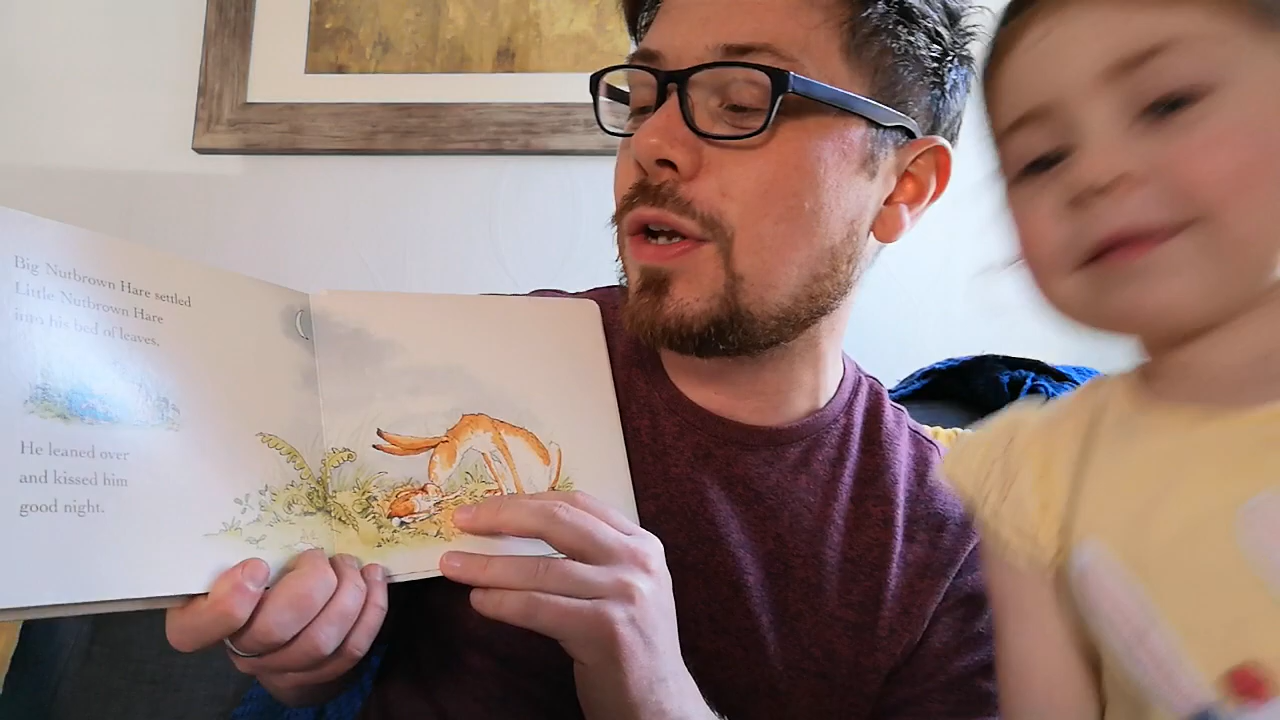 Big Nutbrown Hare settled
Little Nutbrown Hare
into his bed of leaves.
He leaned over
and kissed him
good night.